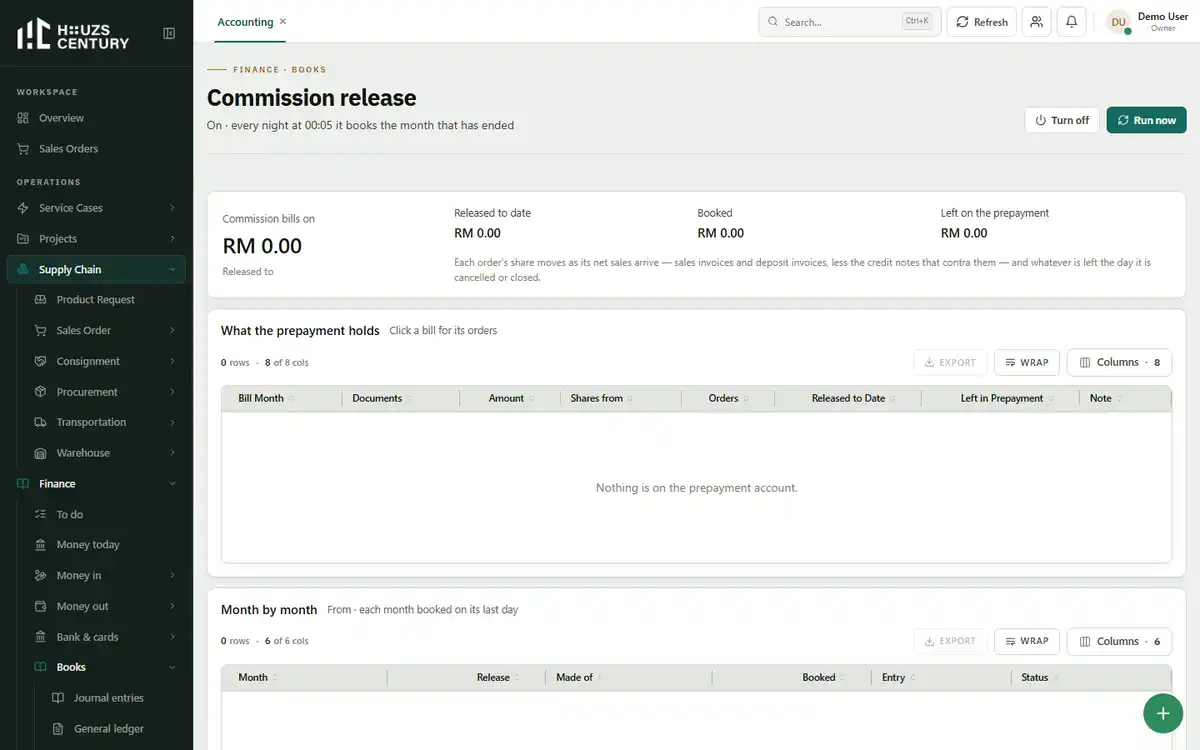 HOUZS
CENTURY
WORKSPACE
Overview
Sales Orders
OPERATIONS
Service Cases
Projects
Supply Chain
Product Request
Sales Order
Consignment
Procurement
Transportation
Warehouse
Finance
To do
Money today
Money in
Money out
Bank & cards
Books
Journal entries
General ledger
Accounting
Search...
Ctrl+K
Refresh
DU
Demo User
Owner
FINANCE · BOOKS
Commission release
On · every night at 00:05 it books the month that has ended
Turn off
Run now
Commission bills on
RM 0.00
Released to
Released to date
RM 0.00
Booked
RM 0.00
Left on the prepayment
RM 0.00
Each order's share moves as its net sales arrive — sales invoices and deposit invoices, less the credit notes that contra them — and whatever is left the day it is
cancelled or closed.
What the prepayment holds Click a bill for its orders
0 rows · 8 of 8 cols
EXPORT
WRAP
Columns · 8
Bill Month Documents Amount Shares from Orders Released to Date Left in Prepayment Note
Nothing is on the prepayment account.
Month by month From · each month booked on its last day
0 rows · 6 of 6 cols
EXPORT
WRAP
Columns · 6
Month Release Made of Booked Entry Status